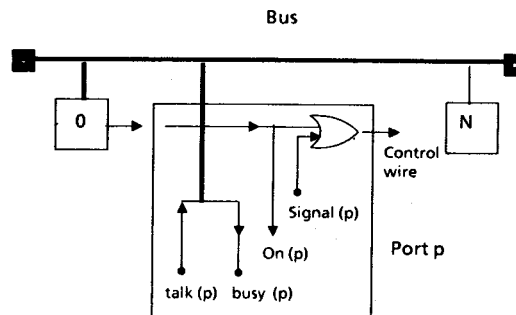 Bus
0
N
Control
wire
Signal (p)
On (p)
Port p
talk (p)
busy (p)